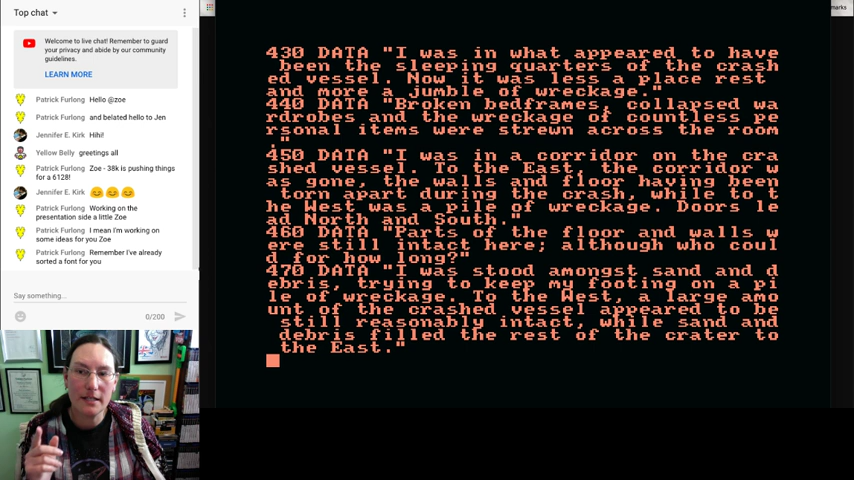 Top chat
Welcome to live chat! Remember to guard
your privacy and abide by our community
guidelines.
LEARN MORE
Patrick Furlong Hello @zoe
Patrick Furlong and belated hello to Jen
Jennifer E. Kirk Hihi!
Yellow Belly greetings all
Patrick Furlong Zoe - 38k is pushing things
for a 6128!
Jennifer E. Kirk 😊😊😊
Patrick Furlong Working on the
presentation side a little Zoe
Patrick Furlong I mean I'm working on
some ideas for you Zoe
Patrick Furlong Remember I've already
sorted a font for you
Say something...
0/200
marks
430 DATA "I was in what appeared to have
been the sleeping quarters of the crash
ed vessel. Now it was less a place rest
and more a jumble of wreckage."
440 DATA "Broken bedframes, collapsed wa
rdrobes and the wreckage of countless pe
rsonal items were strewn across the room
."
450 DATA "I was in a corridor on the cra
shed vessel. To the East, the corridor w
as gone, the walls and floor having been
torn apart during the crash, while to t
he West was a pile of wreckage. Doors le
ad North and South."
460 DATA "Parts of the floor and walls w
ere still intact here; although who coul
d for how long?"
470 DATA "I was stood amongst sand and d
ebris, trying to keep my footing on a pi
le of wreckage. To the West, a large amo
unt of the crashed vessel appeared to be
still reasonably intact, while sand and
debris filled the rest of the crater to
the East."